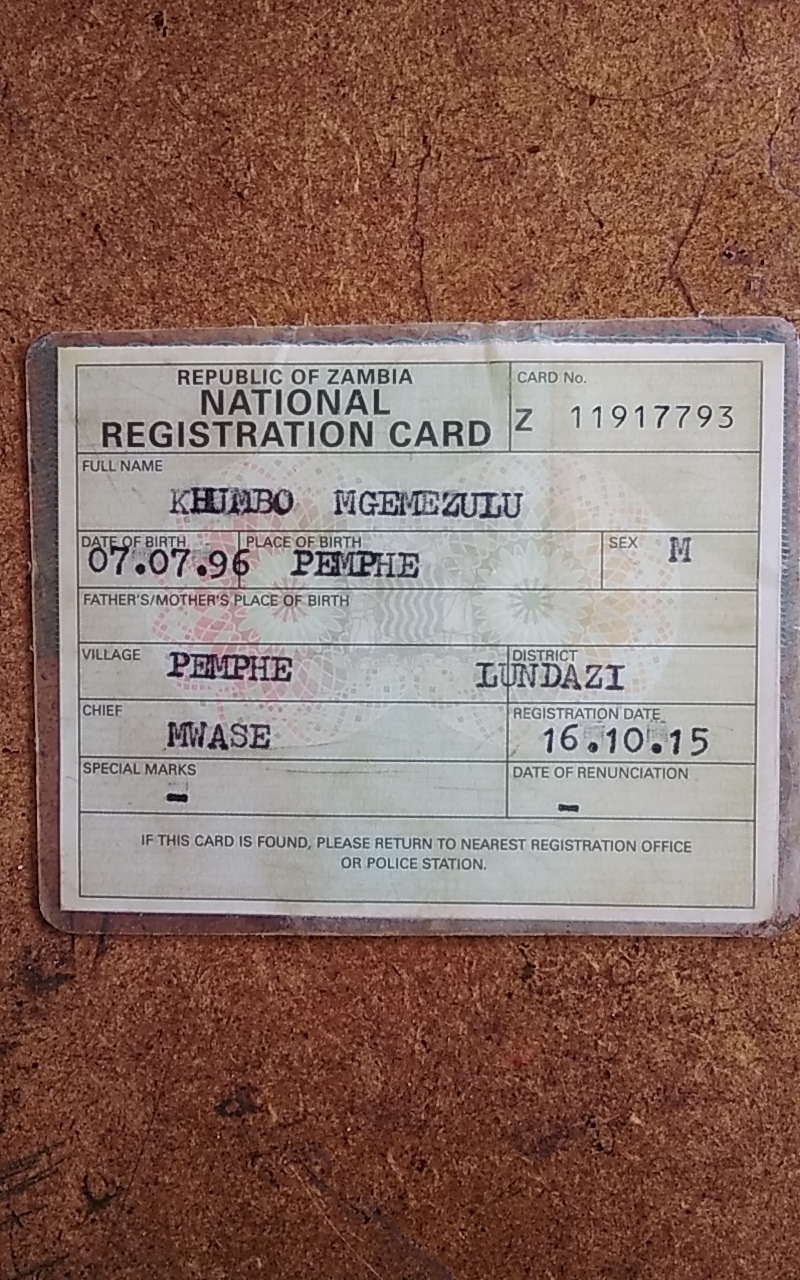 REPUBLIC OF ZAMBIA
NATIONAL
REGISTRATION CARD
CARD No.
Z 11917793
FULL NAME
KHUMBO MGEMEZULU
DATE OF BIRTH PLACE OF BIRTH SEX
07.07.96 PEMPHE M
FATHER'S/MOTHER'S PLACE OF BIRTH
VILLAGE DISTRICT
PEMPHE LUNDAZI
CHIEF REGISTRATION DATE
MWASE 16.10.15
SPECIAL MARKS DATE OF RENUNCIATION
- -
IF THIS CARD IS FOUND, PLEASE RETURN TO NEAREST REGISTRATION OFFICE
OR POLICE STATION.